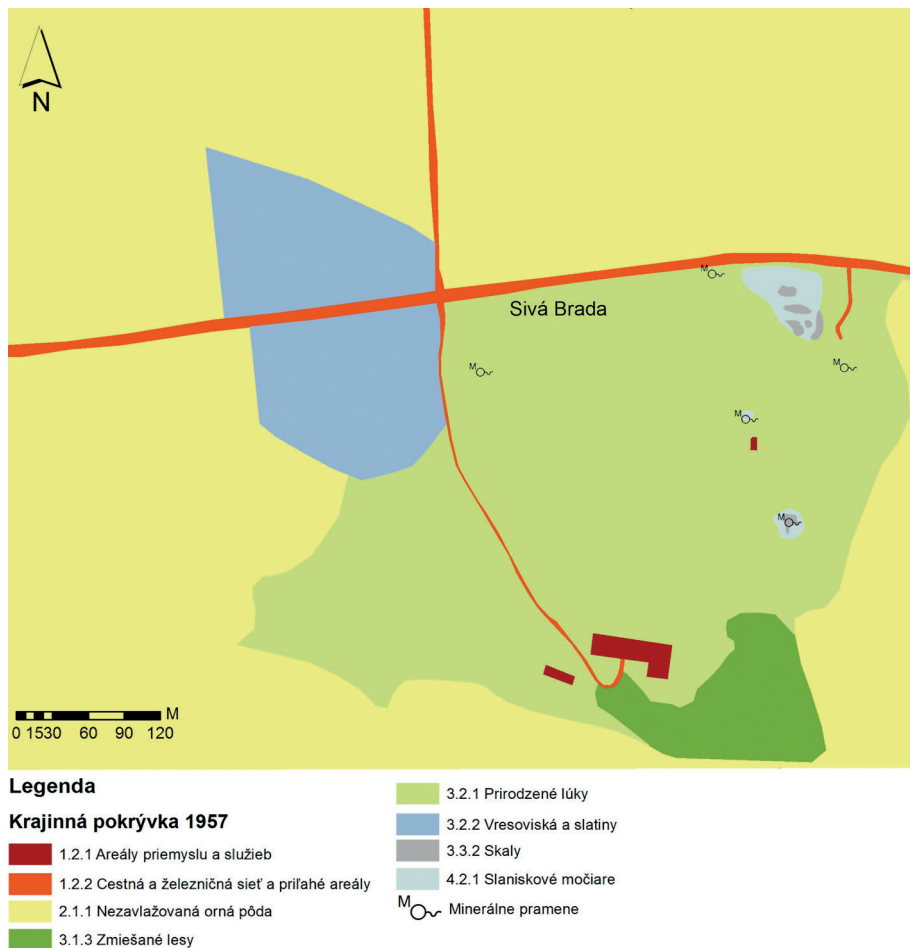 N
Sivá Brada
M
M
M
M
M
M
0 1530 60 90 120
Legenda
Krajinná pokrývka 1957
1.2.1 Areály priemyslu a služieb
1.2.2 Cestná a železničná sieť a priľahé areály
2.1.1 Nezavlažovaná orná pôda
3.1.3 Zmiešané lesy
3.2.1 Prirodzené lúky
3.2.2 Vresoviská a slatiny
3.3.2 Skaly
4.2.1 Slaniskové močiare
M Minerálne pramene